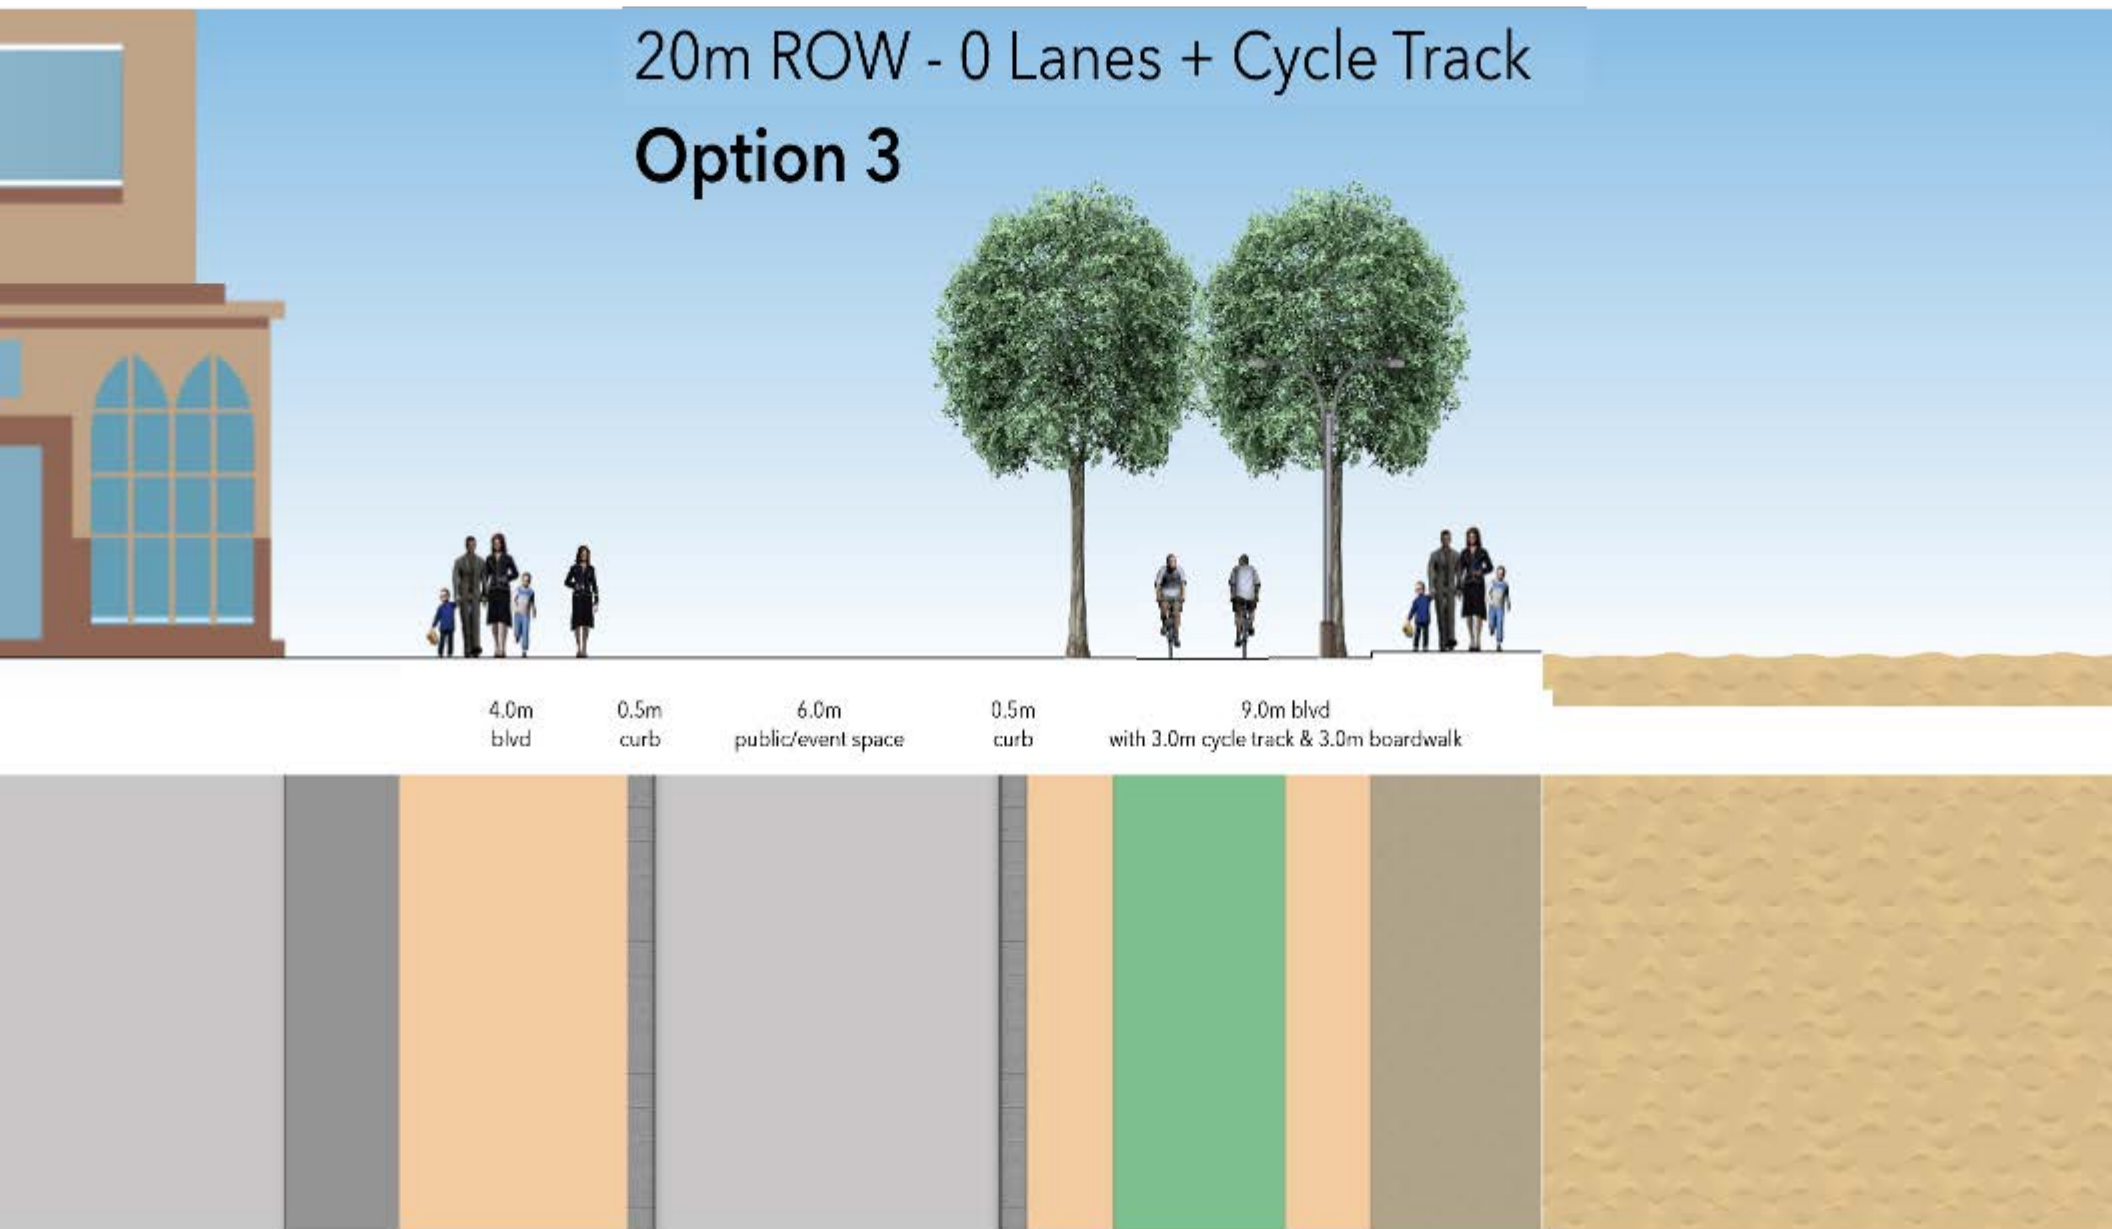 20m ROW - 0 Lanes + Cycle Track
Option 3
4.0m
blvd
0.5m
curb
6.0m
public/event space
0.5m
curb
9.0m blvd
with 3.0m cycle track & 3.0m boardwalk